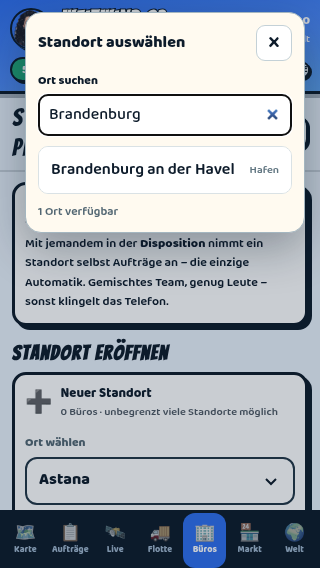 Standort auswählen
×
Ort suchen
Brandenburg
×
Brandenburg an der Havel Hafen
1 Ort verfügbar
Mit jemandem in der Disposition nimmt ein
Standort selbst Aufträge an – die einzige
Automatik. Gemischtes Team, genug Leute –
sonst klingelt das Telefon.
STANDORT ERÖFFNEN
Neuer Standort
0 Büros · unbegrenzt viele Standorte möglich
Ort wählen
Astana
Karte Aufträge Live Flotte Büros Markt Welt